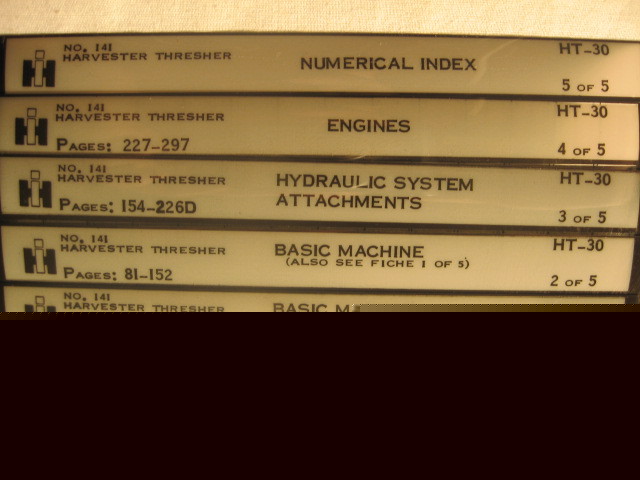 NO. 141
HARVESTER THRESHER
NUMERICAL INDEX
HT-30
5 OF 5
NO. 141
HARVESTER THRESHER
PAGES: 227-297
ENGINES
HT-30
4 OF 5
NO. 141
HARVESTER THRESHER
PAGES: 154-226D
HYDRAULIC SYSTEM
ATTACHMENTS
HT-30
3 OF 5
NO. 141
HARVESTER THRESHER
PAGES: 81-152
BASIC MACHINE
(ALSO SEE FICHE 1 OF 5)
HT-30
2 OF 5
NO. 141
HARVESTER THRESHER
BASIC